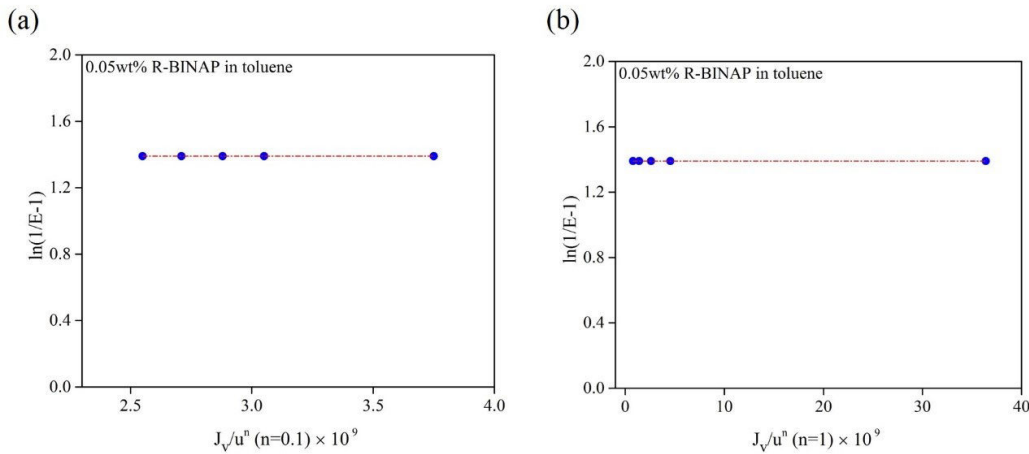 (a)
0.05wt% R-BINAP in toluene
2.0
1.6
1.2
0.8
0.4
0.0
ln(1/E-1)
2.5 3.0 3.5 4.0
J_v/u^n (n=0.1) × 10^9
(b)
0.05wt% R-BINAP in toluene
2.0
1.6
1.2
0.8
0.4
0.0
ln(1/E-1)
0 10 20 30 40
J_v/u^n (n=1) × 10^9